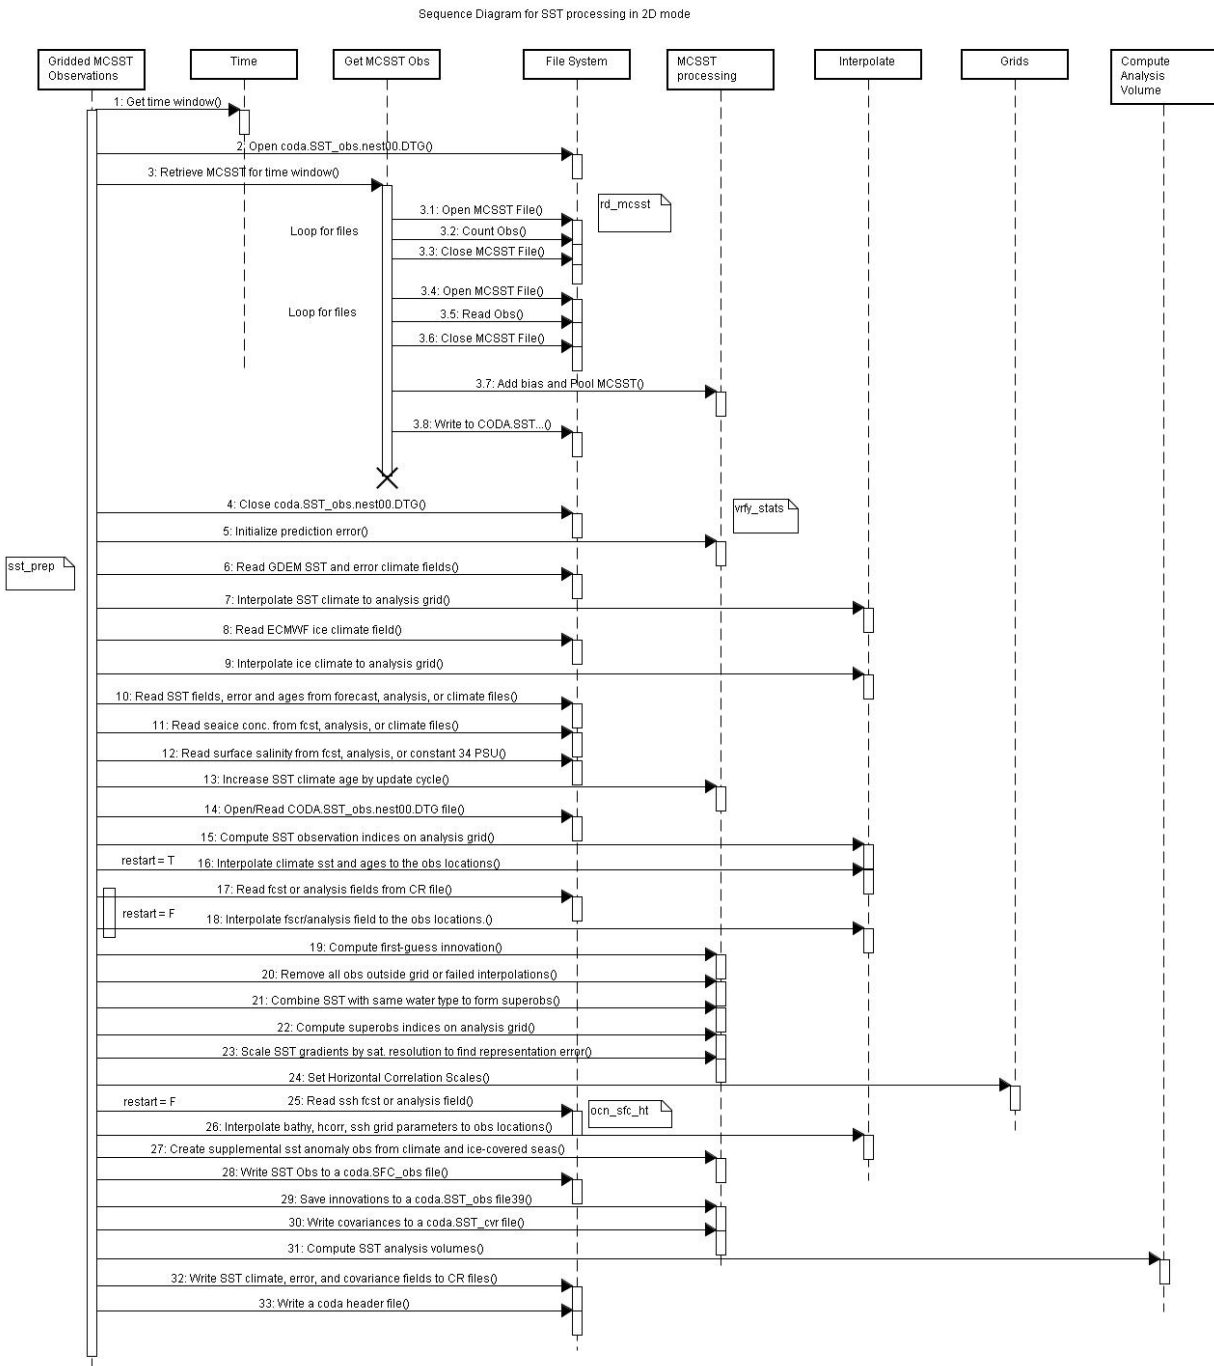 Sequence Diagram for SST processing in 2D mode
Gridded MCSST
Observations
Time
Get MCSST Obs
File System
MCSST
processing
Interpolate
Grids
Compute
Analysis
Volume
1: Get time window()
2: Open coda.SST_obs.nest00.DTG()
3: Retrieve MCSST for time window()
rd_mcsst
3.1: Open MCSST File()
Loop for files
3.2: Count Obs()
3.3: Close MCSST File()
3.4: Open MCSST File()
Loop for files
3.5: Read Obs()
3.6: Close MCSST File()
3.7: Add bias and Pool MCSST()
3.8: Write to CODA.SST...()
4: Close coda.SST_obs.nest00.DTG()
vrfy_stats
5: Initialize prediction error()
sst_prep
6: Read GDEM SST and error climate fields()
7: Interpolate SST climate to analysis grid()
8: Read ECMWF ice climate field()
9: Interpolate ice climate to analysis grid()
10: Read SST fields, error and ages from forecast, analysis, or climate files()
11: Read seaice conc. from fcst, analysis, or climate files()
12: Read surface salinity from fcst, analysis, or constant 34 PSU()
13: Increase SST climate age by update cycle()
14: Open/Read CODA.SST_obs.nest00.DTG file()
15: Compute SST observation indices on analysis grid()
restart = T
16: Interpolate climate sst and ages to the obs locations()
17: Read fcst or analysis fields from CR file()
restart = F
18: Interpolate fscr/analysis field to the obs locations.()
19: Compute first-guess innovation()
20: Remove all obs outside grid or failed interpolations()
21: Combine SST with same water type to form superobs()
22: Compute superobs indices on analysis grid()
23: Scale SST gradients by sat. resolution to find representation error()
24: Set Horizontal Correlation Scales()
restart = F
25: Read ssh fcst or analysis field()
ocn_sfc_ht
26: Interpolate bathy, hcorr, ssh grid parameters to obs locations()
27: Create supplemental sst anomaly obs from climate and ice-covered seas()
28: Write SST Obs to a coda.SFC_obs file()
29: Save innovations to a coda.SST_obs file39()
30: Write covariances to a coda.SST_cvr file()
31: Compute SST analysis volumes()
32: Write SST climate, error, and covariance fields to CR files()
33: Write a coda header file()